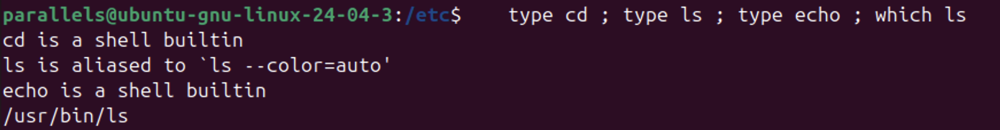 parallels@ubuntu-gnu-linux-24-04-3:/etc$    type cd ; type ls ; type echo ; which ls
cd is a shell builtin
ls is aliased to `ls --color=auto'
echo is a shell builtin
/usr/bin/ls